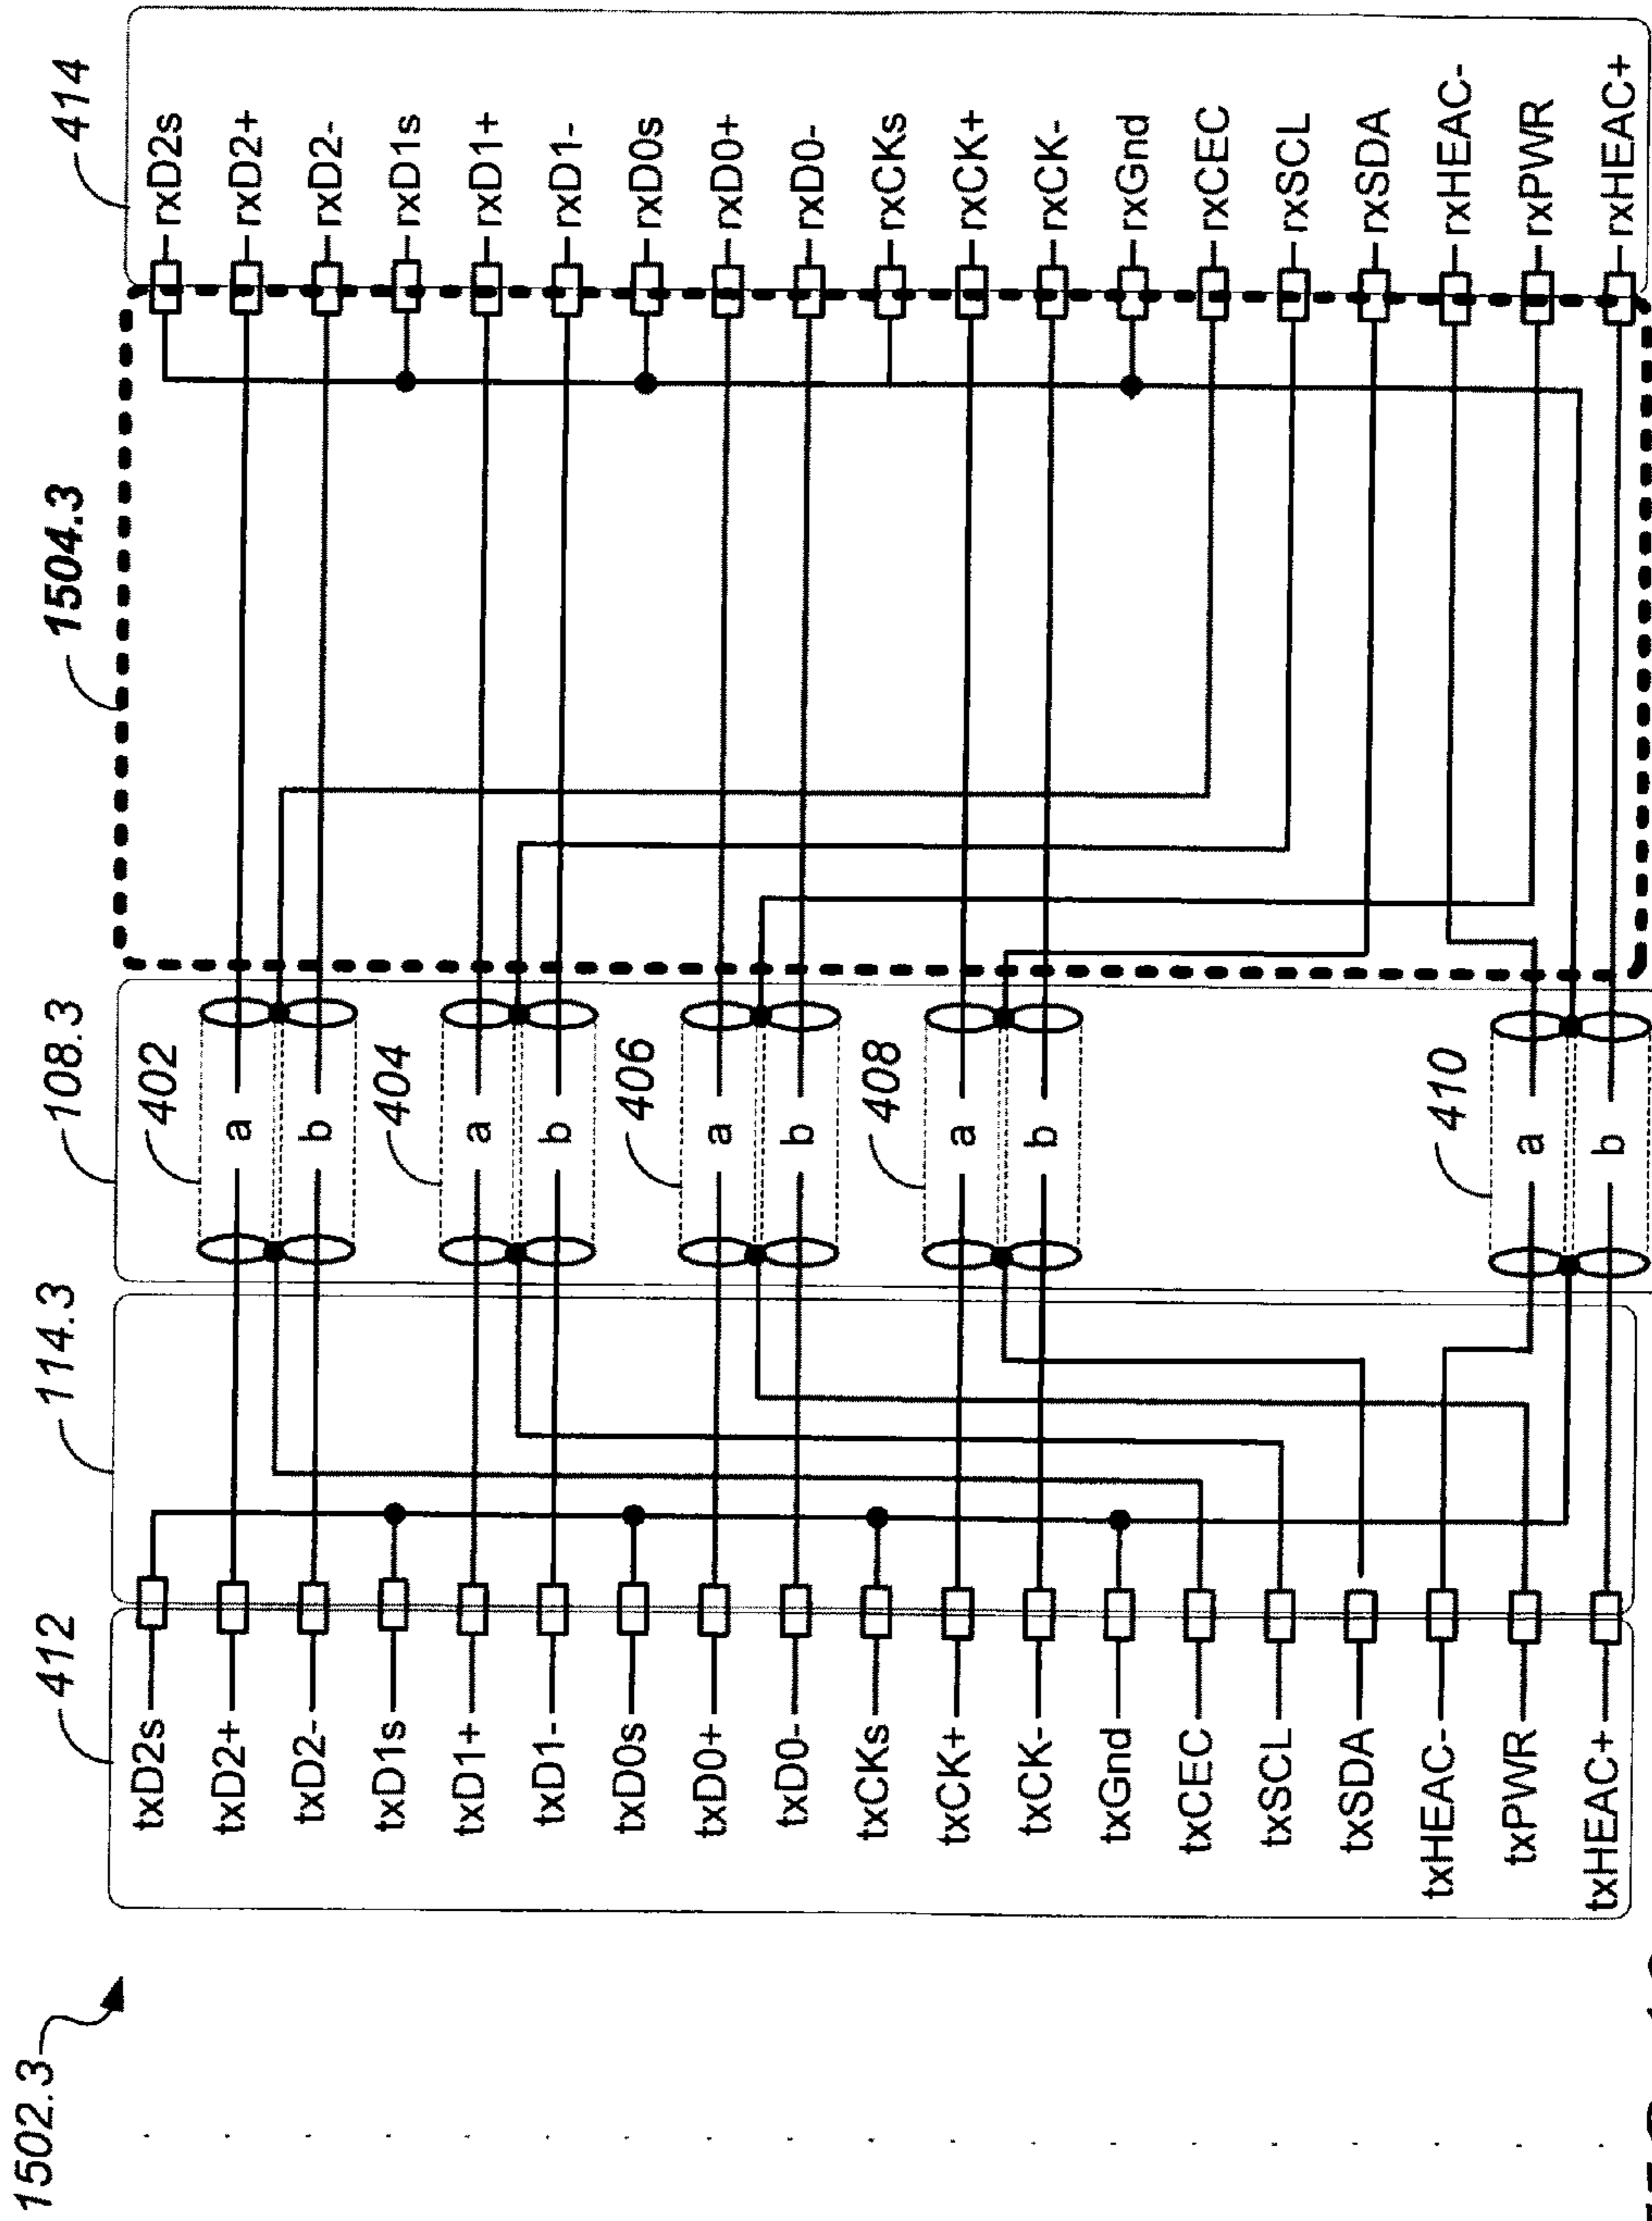 1502.3
412
114.3
108.3
1504.3
414
txD2s
txD2+
txD2-
txD1s
txD1+
txD1-
txD0s
txD0+
txD0-
txCKs
txCK+
txCK-
txGnd
txCEC
txSCL
txSDA
txHEAC-
txPWR
txHEAC+
402
a
b
404
a
b
406
a
b
408
a
b
410
a
b
rxD2s
rxD2+
rxD2-
rxD1s
rxD1+
rxD1-
rxD0s
rxD0+
rxD0-
rxCKs
rxCK+
rxCK-
rxGnd
rxCEC
rxSCL
rxSDA
rxHEAC-
rxPWR
rxHEAC+